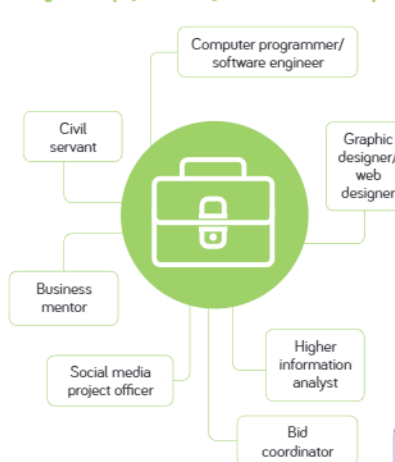 Computer programmer/
software engineer
Civil
servant
Graphic
designer/
web
designer
Business
mentor
Higher
information
analyst
Social media
project officer
Bid
coordinator